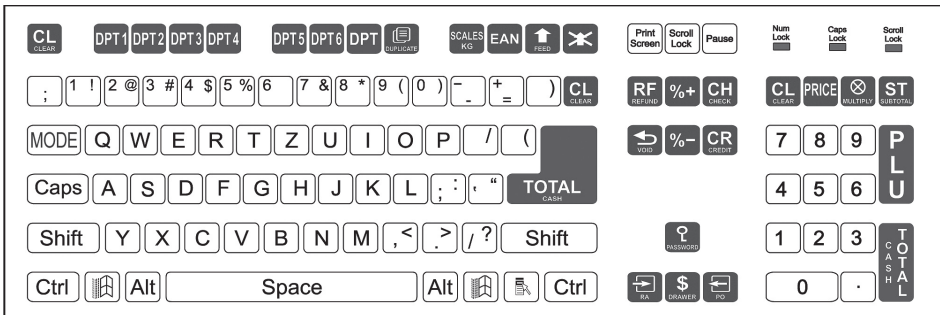 CL CLEAR DPT1 DPT2 DPT3 DPT4 DPT5 DPT6 DPT DUPLICATE SCALES KG EAN FEED Print Screen Scroll Lock Pause Num Lock Caps Lock Scroll Lock
; 1 ! 2 @ 3 # 4 $ 5 % 6 7 & 8 * 9 ( 0 ) - _ + = ) CL CLEAR RF REFUND %+ CH CHECK CL CLEAR PRICE MULTIPLY ST SUBTOTAL
MODE Q W E R T Z U I O P / ( VOID %- CR CREDIT 7 8 9 PLU
Caps A S D F G H J K L ; : ‘ “ TOTAL CASH 4 5 6
Shift Y X C V B N M , < . > / ? Shift PASSWORD 1 2 3 TOTAL CASH
Ctrl Alt Space Alt Ctrl RA $ DRAWER PO 0 .